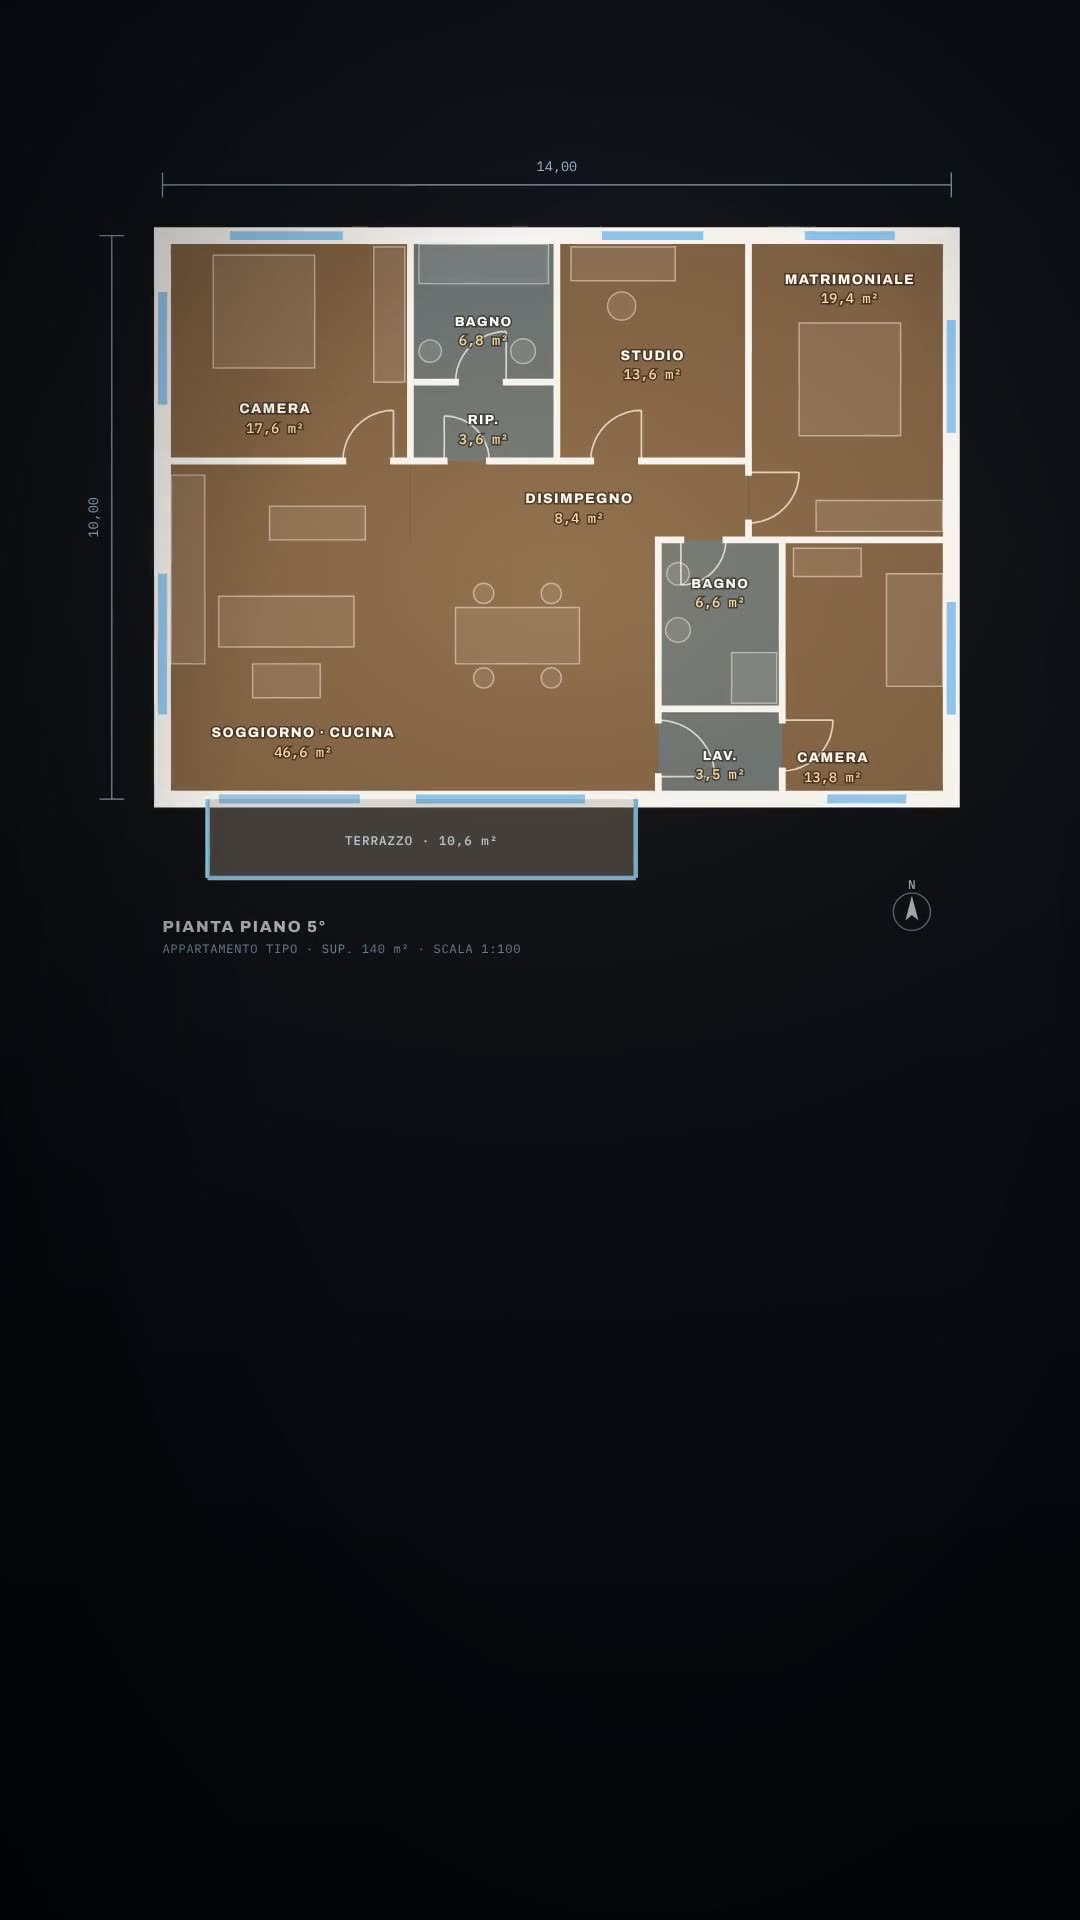 14,00
10,00
MATRIMONIALE
19,4 m²
BAGNO
6,8 m²
STUDIO
13,6 m²
CAMERA
17,6 m²
RIP.
3,6 m²
DISIMPEGNO
8,4 m²
BAGNO
6,6 m²
SOGGIORNO · CUCINA
46,6 m²
LAV.
3,5 m²
CAMERA
13,8 m²
TERRAZZO · 10,6 m²
N
PIANTA PIANO 5°
APPARTAMENTO TIPO · SUP. 140 m² · SCALA 1:100